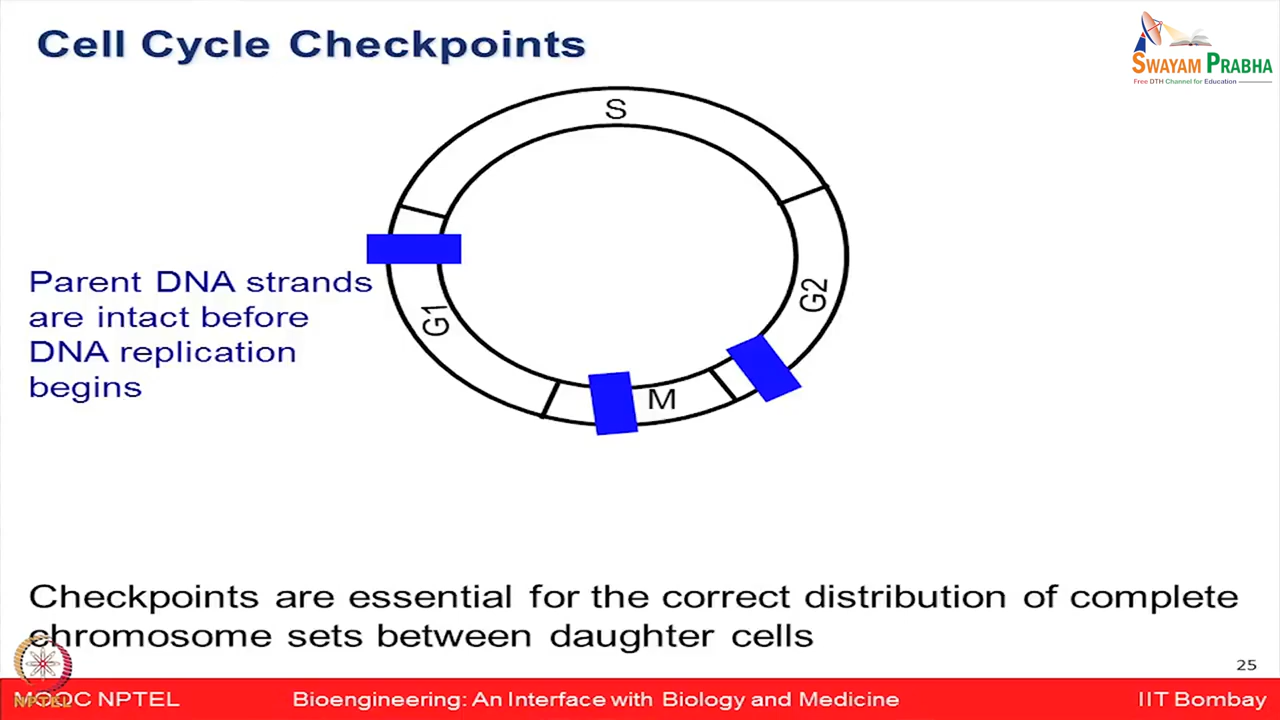 Cell Cycle Checkpoints
SWAYAM PRABHA
Free DTH Channel for Education
S
G1
G2
M
Parent DNA strands
are intact before
DNA replication
begins
Checkpoints are essential for the correct distribution of complete
chromosome sets between daughter cells
25
NPTEL
MOOC NPTEL
Bioengineering: An Interface with Biology and Medicine
IIT Bombay